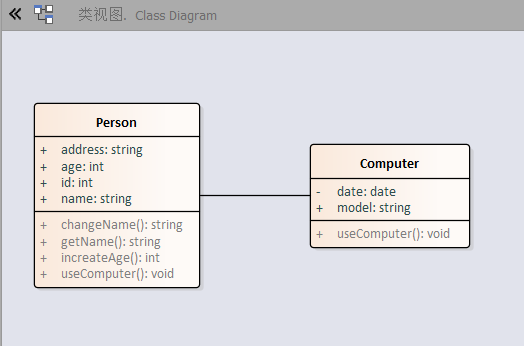 类视图. Class Diagram
Person
+ address: string
+ age: int
+ id: int
+ name: string
+ changeName(): string
+ getName(): string
+ increateAge(): int
+ useComputer(): void
Computer
- date: date
+ model: string
+ useComputer(): void